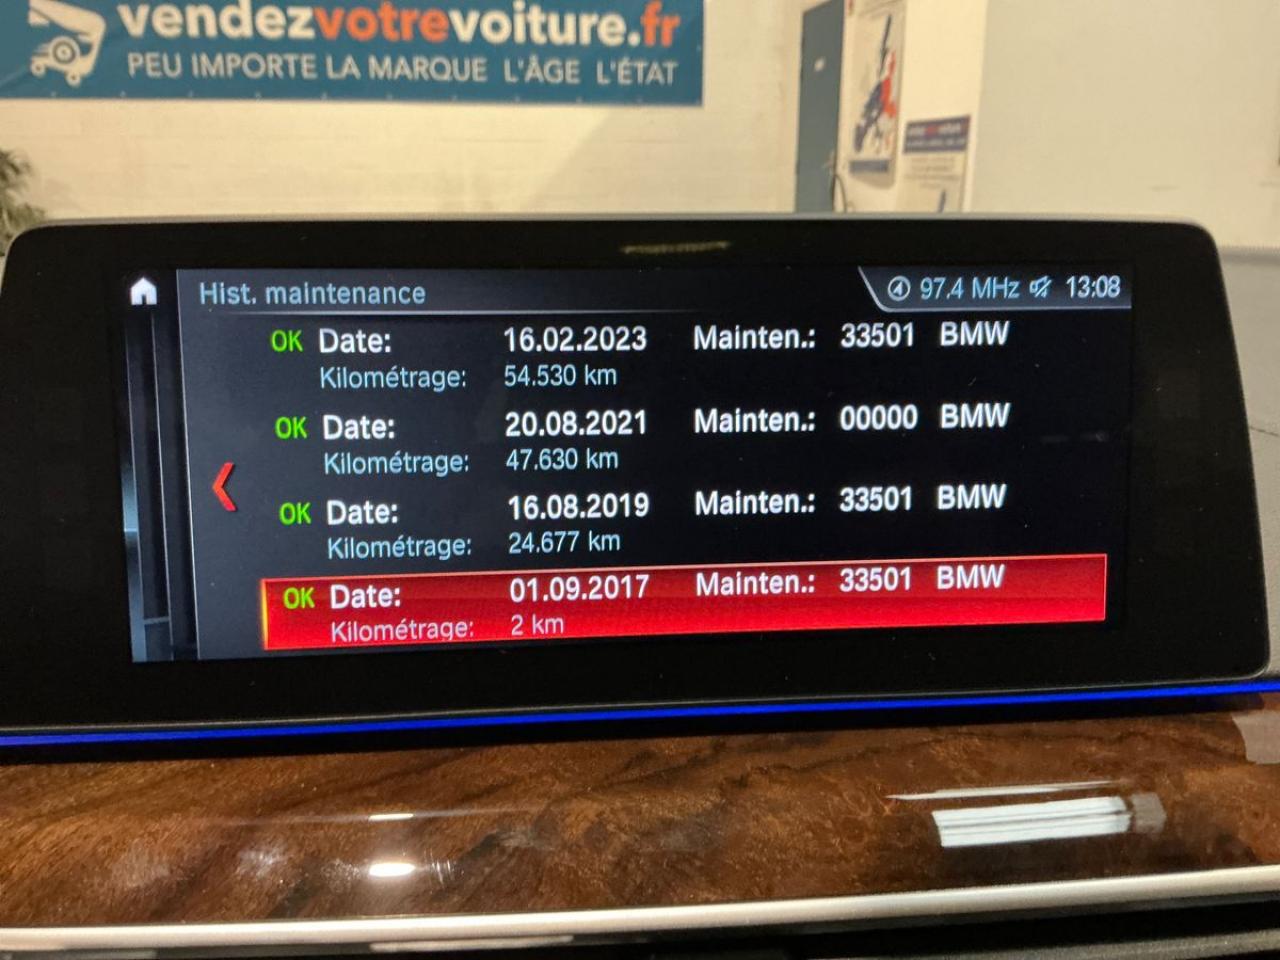 vendezvotrevoiture.fr
PEU IMPORTE LA MARQUE L'ÂGE L'ÉTAT
Hist. maintenance
97.4 MHz 13:08
OK Date: 16.02.2023 Mainten.: 33501 BMW
Kilométrage: 54.530 km
OK Date: 20.08.2021 Mainten.: 00000 BMW
Kilométrage: 47.630 km
OK Date: 16.08.2019 Mainten.: 33501 BMW
Kilométrage: 24.677 km
OK Date: 01.09.2017 Mainten.: 33501 BMW
Kilométrage: 2 km